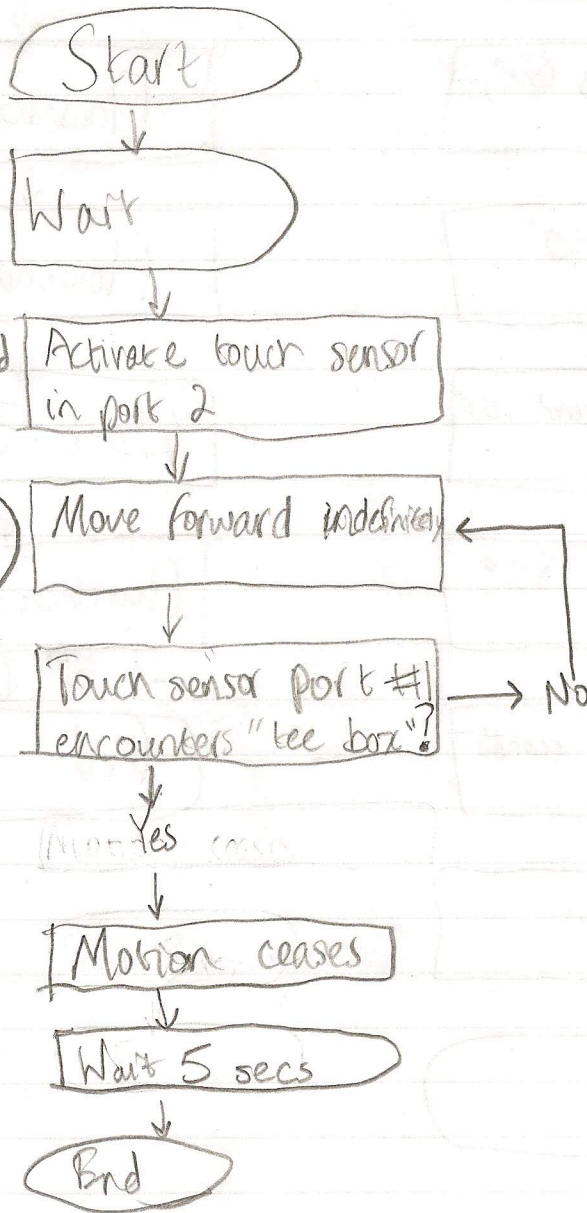 Start
Wait
Activate touch sensor
in port 2
Move forward indefinitely
Touch sensor port #1
encounters "tee box"?
No
Yes
Motion ceases
Wait 5 secs
End